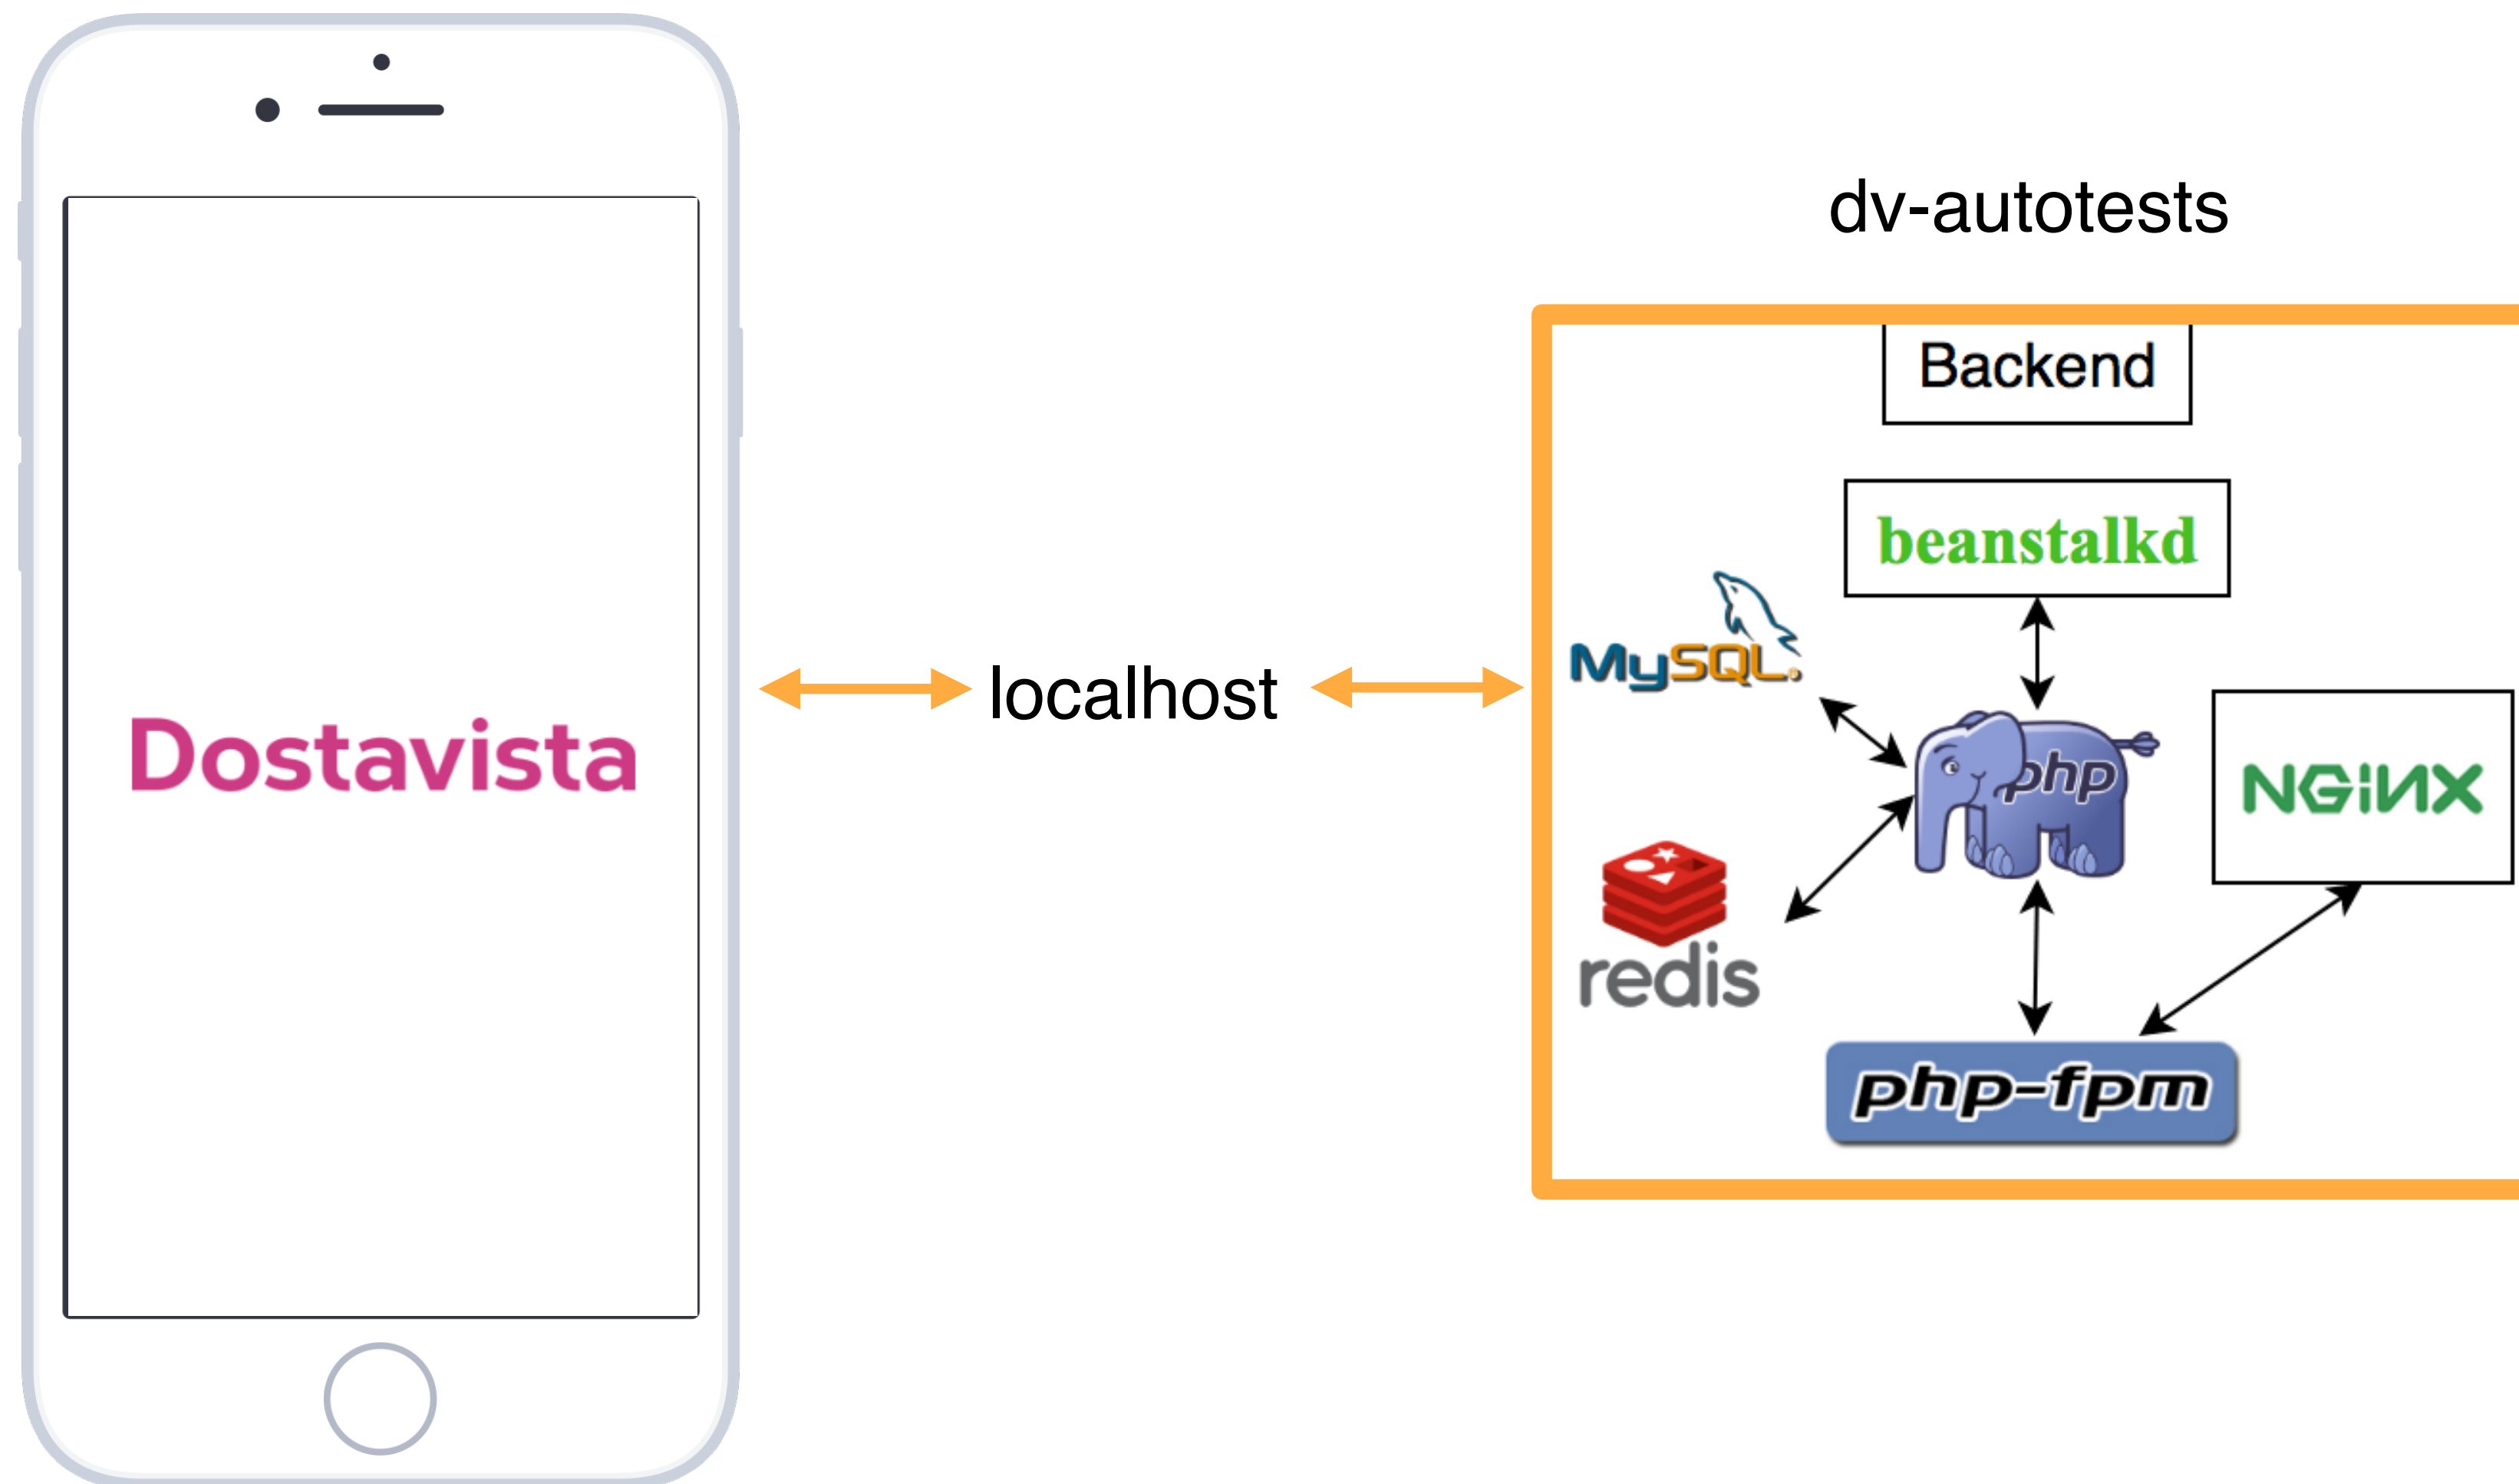 Dostavista
localhost
dv-autotests
Backend
beanstalkd
MySQL.
php
NGiNX
redis
php-fpm